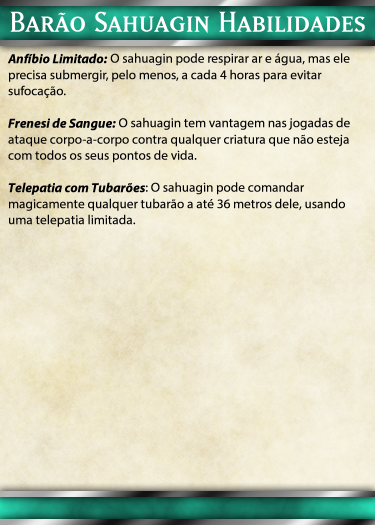 Barão Sahuagin Habilidades
Anfíbio Limitado: O sahuagin pode respirar ar e água, mas ele
precisa submergir, pelo menos, a cada 4 horas para evitar
sufocação.
Frenesi de Sangue: O sahuagin tem vantagem nas jogadas de
ataque corpo-a-corpo contra qualquer criatura que não esteja
com todos os seus pontos de vida.
Telepatia com Tubarões: O sahuagin pode comandar
magicamente qualquer tubarão a até 36 metros dele, usando
uma telepatia limitada.